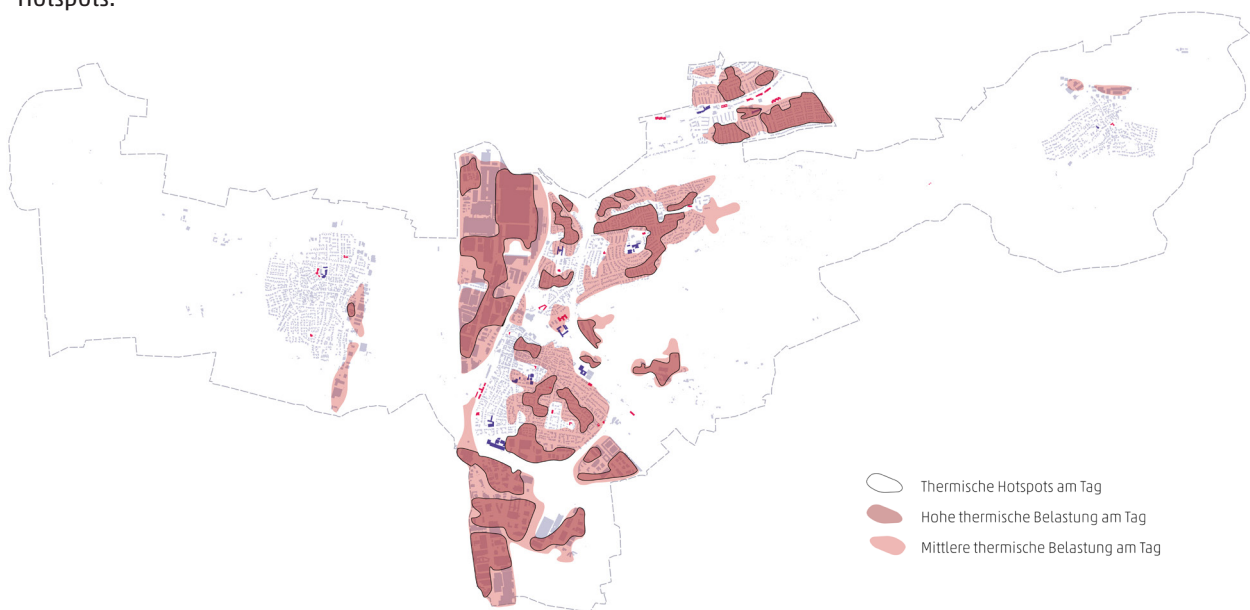 Hotspots.
Thermische Hotspots am Tag
Hohe thermische Belastung am Tag
Mittlere thermische Belastung am Tag